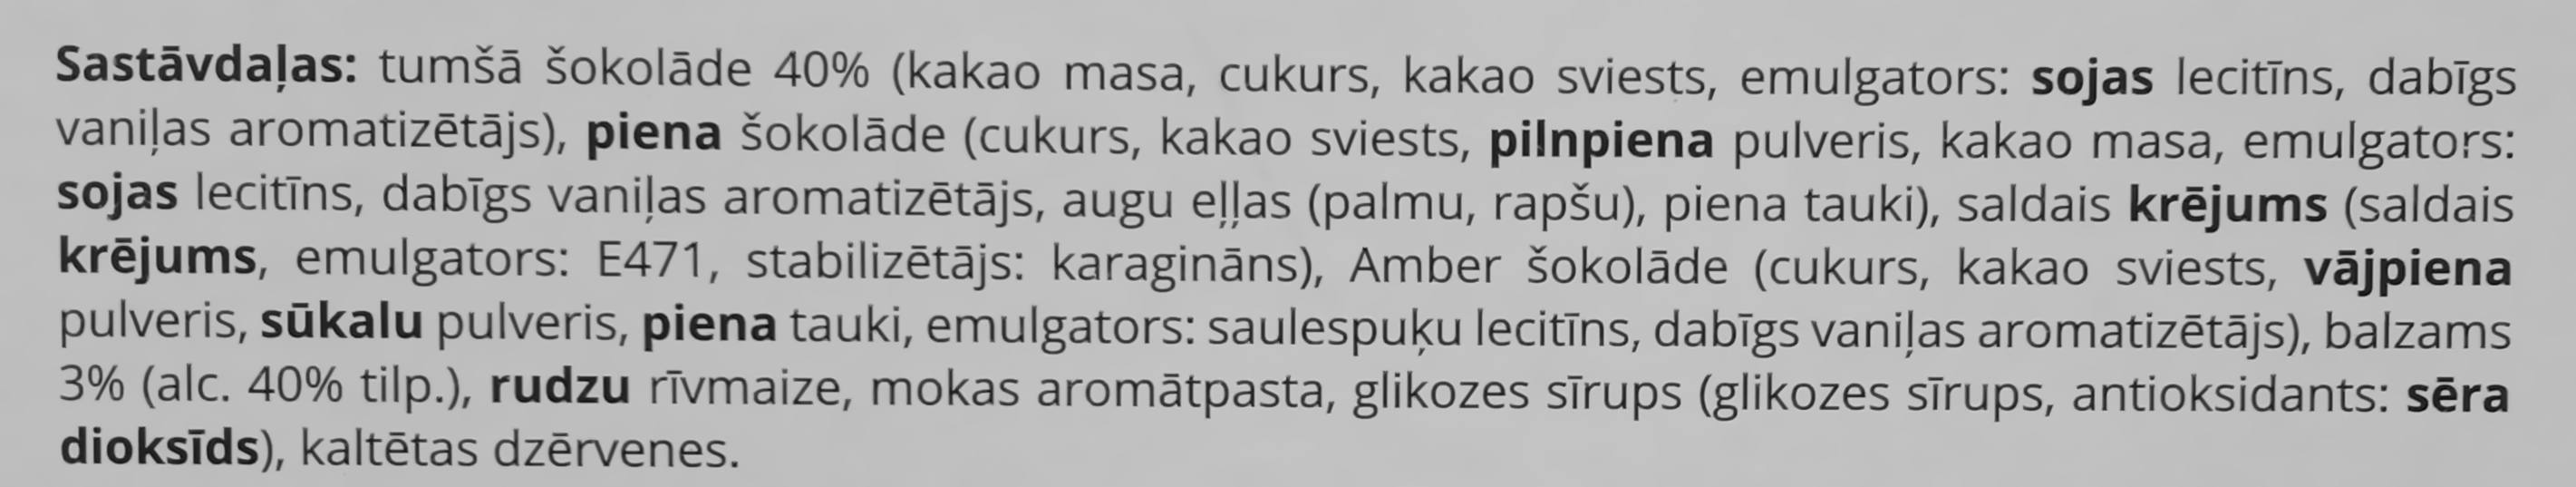 Sastāvdaļas: tumšā šokolāde 40% (kakao masa, cukurs, kakao sviests, emulgators: sojas lecitīns, dabīgs
vaniļas aromatizētājs), piena šokolāde (cukurs, kakao sviests, pilnpiena pulveris, kakao masa, emulgators:
sojas lecitīns, dabīgs vaniļas aromatizētājs, augu eļļas (palmu, rapšu), piena tauki), saldais krējums (saldais
krējums, emulgators: E471, stabilizētājs: karagināns), Amber šokolāde (cukurs, kakao sviests, vājpiena
pulveris, sūkalu pulveris, piena tauki, emulgators: saulespuķu lecitīns, dabīgs vaniļas aromatizētājs), balzams
3% (alc. 40% tilp.), rudzu rīvmaize, mokas aromātpasta, glikozes sīrups (glikozes sīrups, antioksidants: sēra
dioksīds), kaltētas dzērvenes.